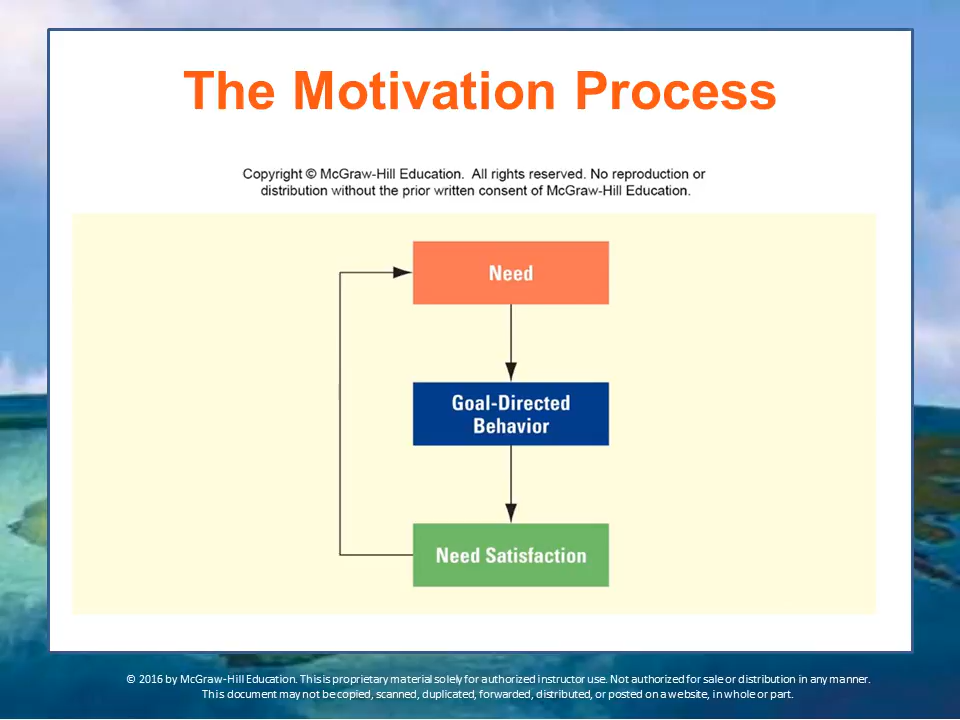 The Motivation Process
Copyright © McGraw-Hill Education. All rights reserved. No reproduction or
distribution without the prior written consent of McGraw-Hill Education.
Need
Goal-Directed
Behavior
Need Satisfaction
© 2016 by McGraw-Hill Education. This is proprietary material solely for authorized instructor use. Not authorized for sale or distribution in any manner.
This document may not be copied, scanned, duplicated, forwarded, distributed, or posted on a website, in whole or part.